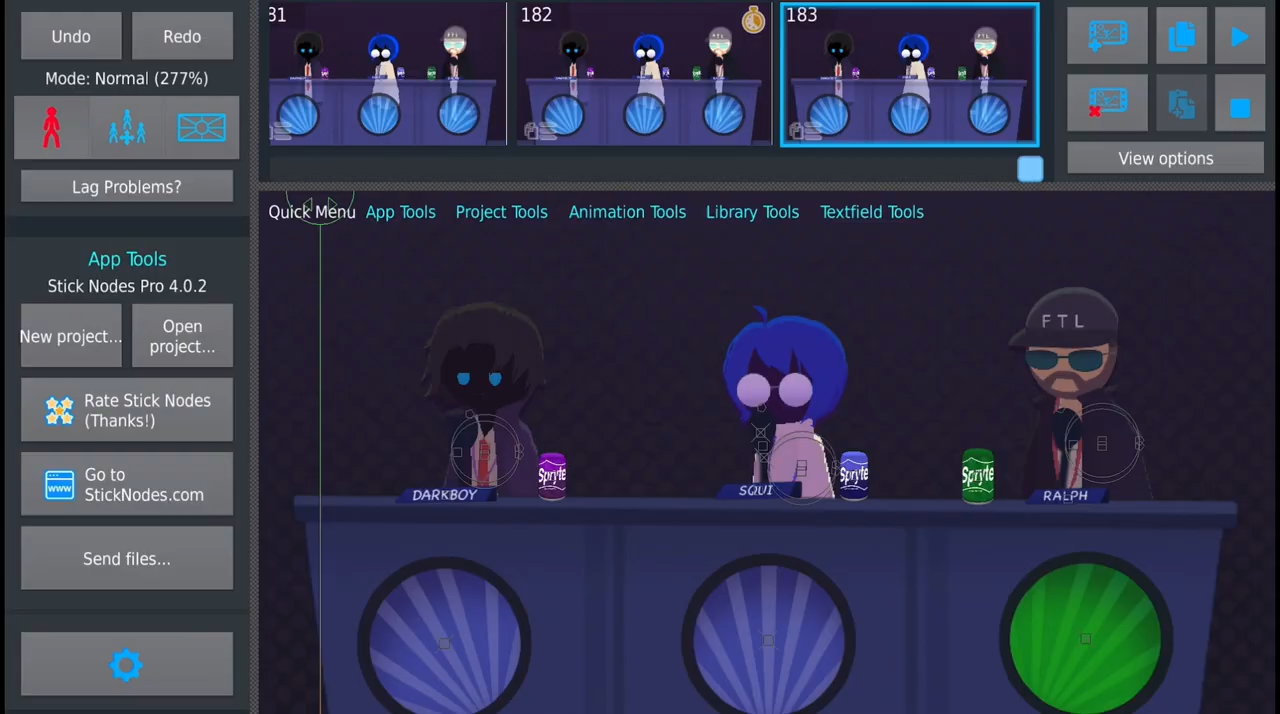 Undo
Redo
Mode: Normal (277%)
Lag Problems?
App Tools
Stick Nodes Pro 4.0.2
New project...
Open
project...
Rate Stick Nodes
(Thanks!)
www
Go to
StickNodes.com
Send files...
81
182
183
View options
Quick Menu
App Tools
Project Tools
Animation Tools
Library Tools
Textfield Tools
FTL
Spryte
Spryte
Spryte
DARKBOY
SQUI
RALPH